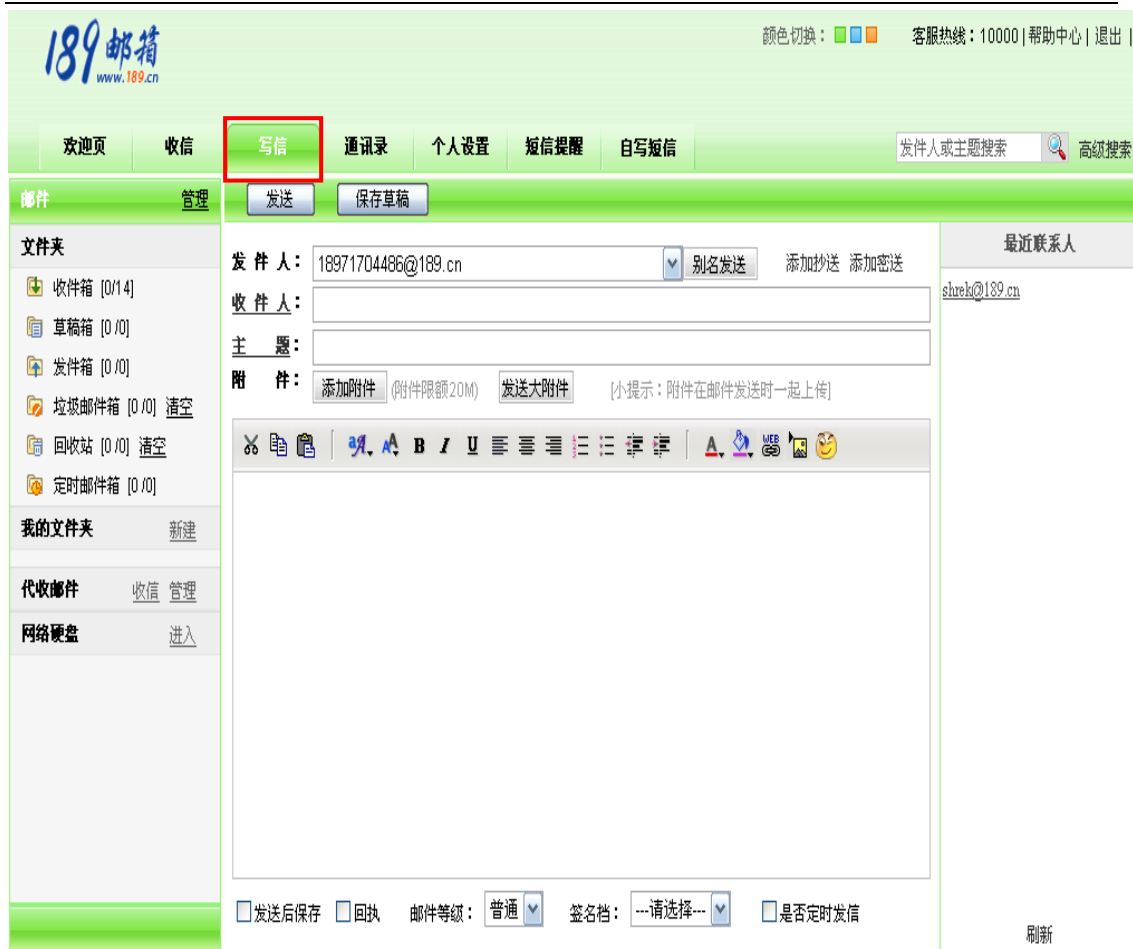 189邮箱
www.189.cn
颜色切换： 客服热线：10000 | 帮助中心 | 退出 |
欢迎页 收信 写信 通讯录 个人设置 短信提醒 自写短信 发件人或主题搜索 高级搜索
邮件 管理 发送 保存草稿
文件夹
收件箱 [0/14]
草稿箱 [0 /0]
发件箱 [0 /0]
垃圾邮件箱 [0 /0] 清空
回收站 [0 /0] 清空
定时邮件箱 [0 /0]
我的文件夹 新建
代收邮件 收信 管理
网络硬盘 进入
发 件 人： 18971704486@189.cn 别名发送 添加抄送 添加密送
收 件 人：
主 题：
附 件： 添加附件 (附件限额20M) 发送大附件 [小提示：附件在邮件发送时一起上传]
B I U A WEB
发送后保存 回执 邮件等级： 普通 签名档： ---请选择--- 是否定时发信
最近联系人
shrek@189.cn
刷新